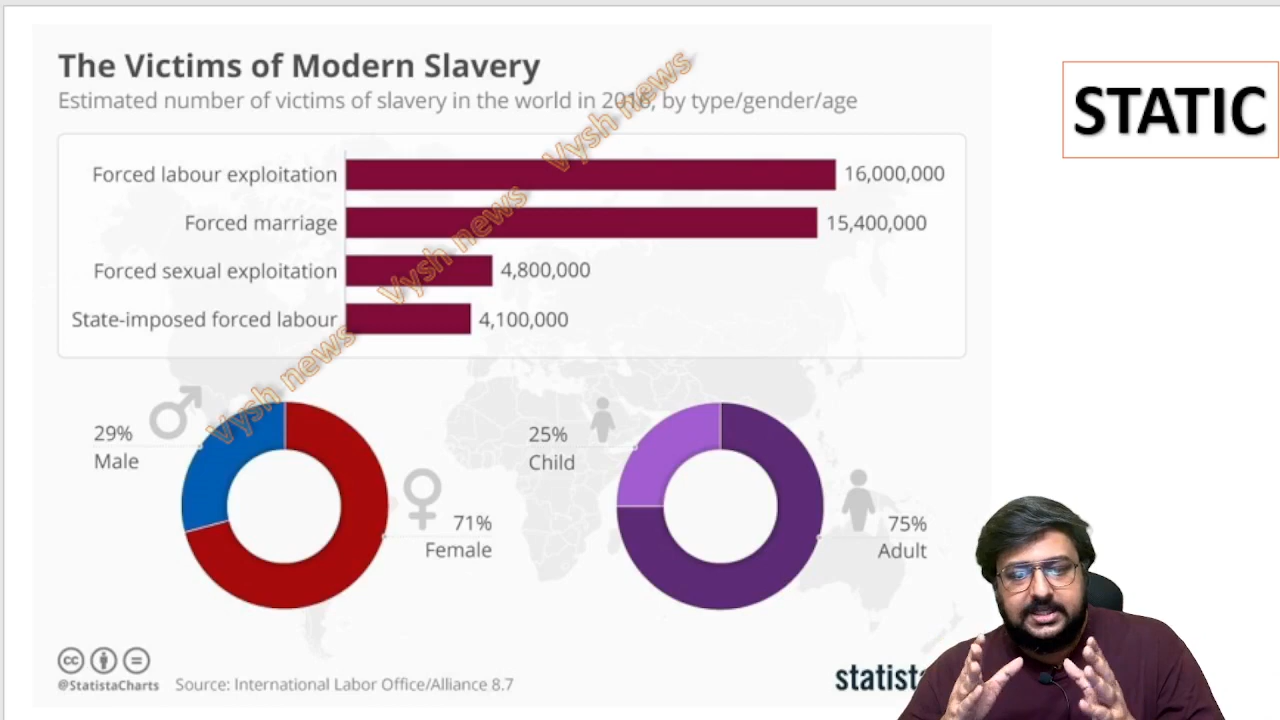 The Victims of Modern Slavery
Estimated number of victims of slavery in the world in 2016, by type/gender/age
STATIC
Forced labour exploitation 16,000,000
Forced marriage 15,400,000
Forced sexual exploitation 4,800,000
State-imposed forced labour 4,100,000
Vysh news
Vysh news
Vysh news
29%
Male
71%
Female
25%
Child
75%
Adult
cc
@StatistaCharts Source: International Labor Office/Alliance 8.7
statista